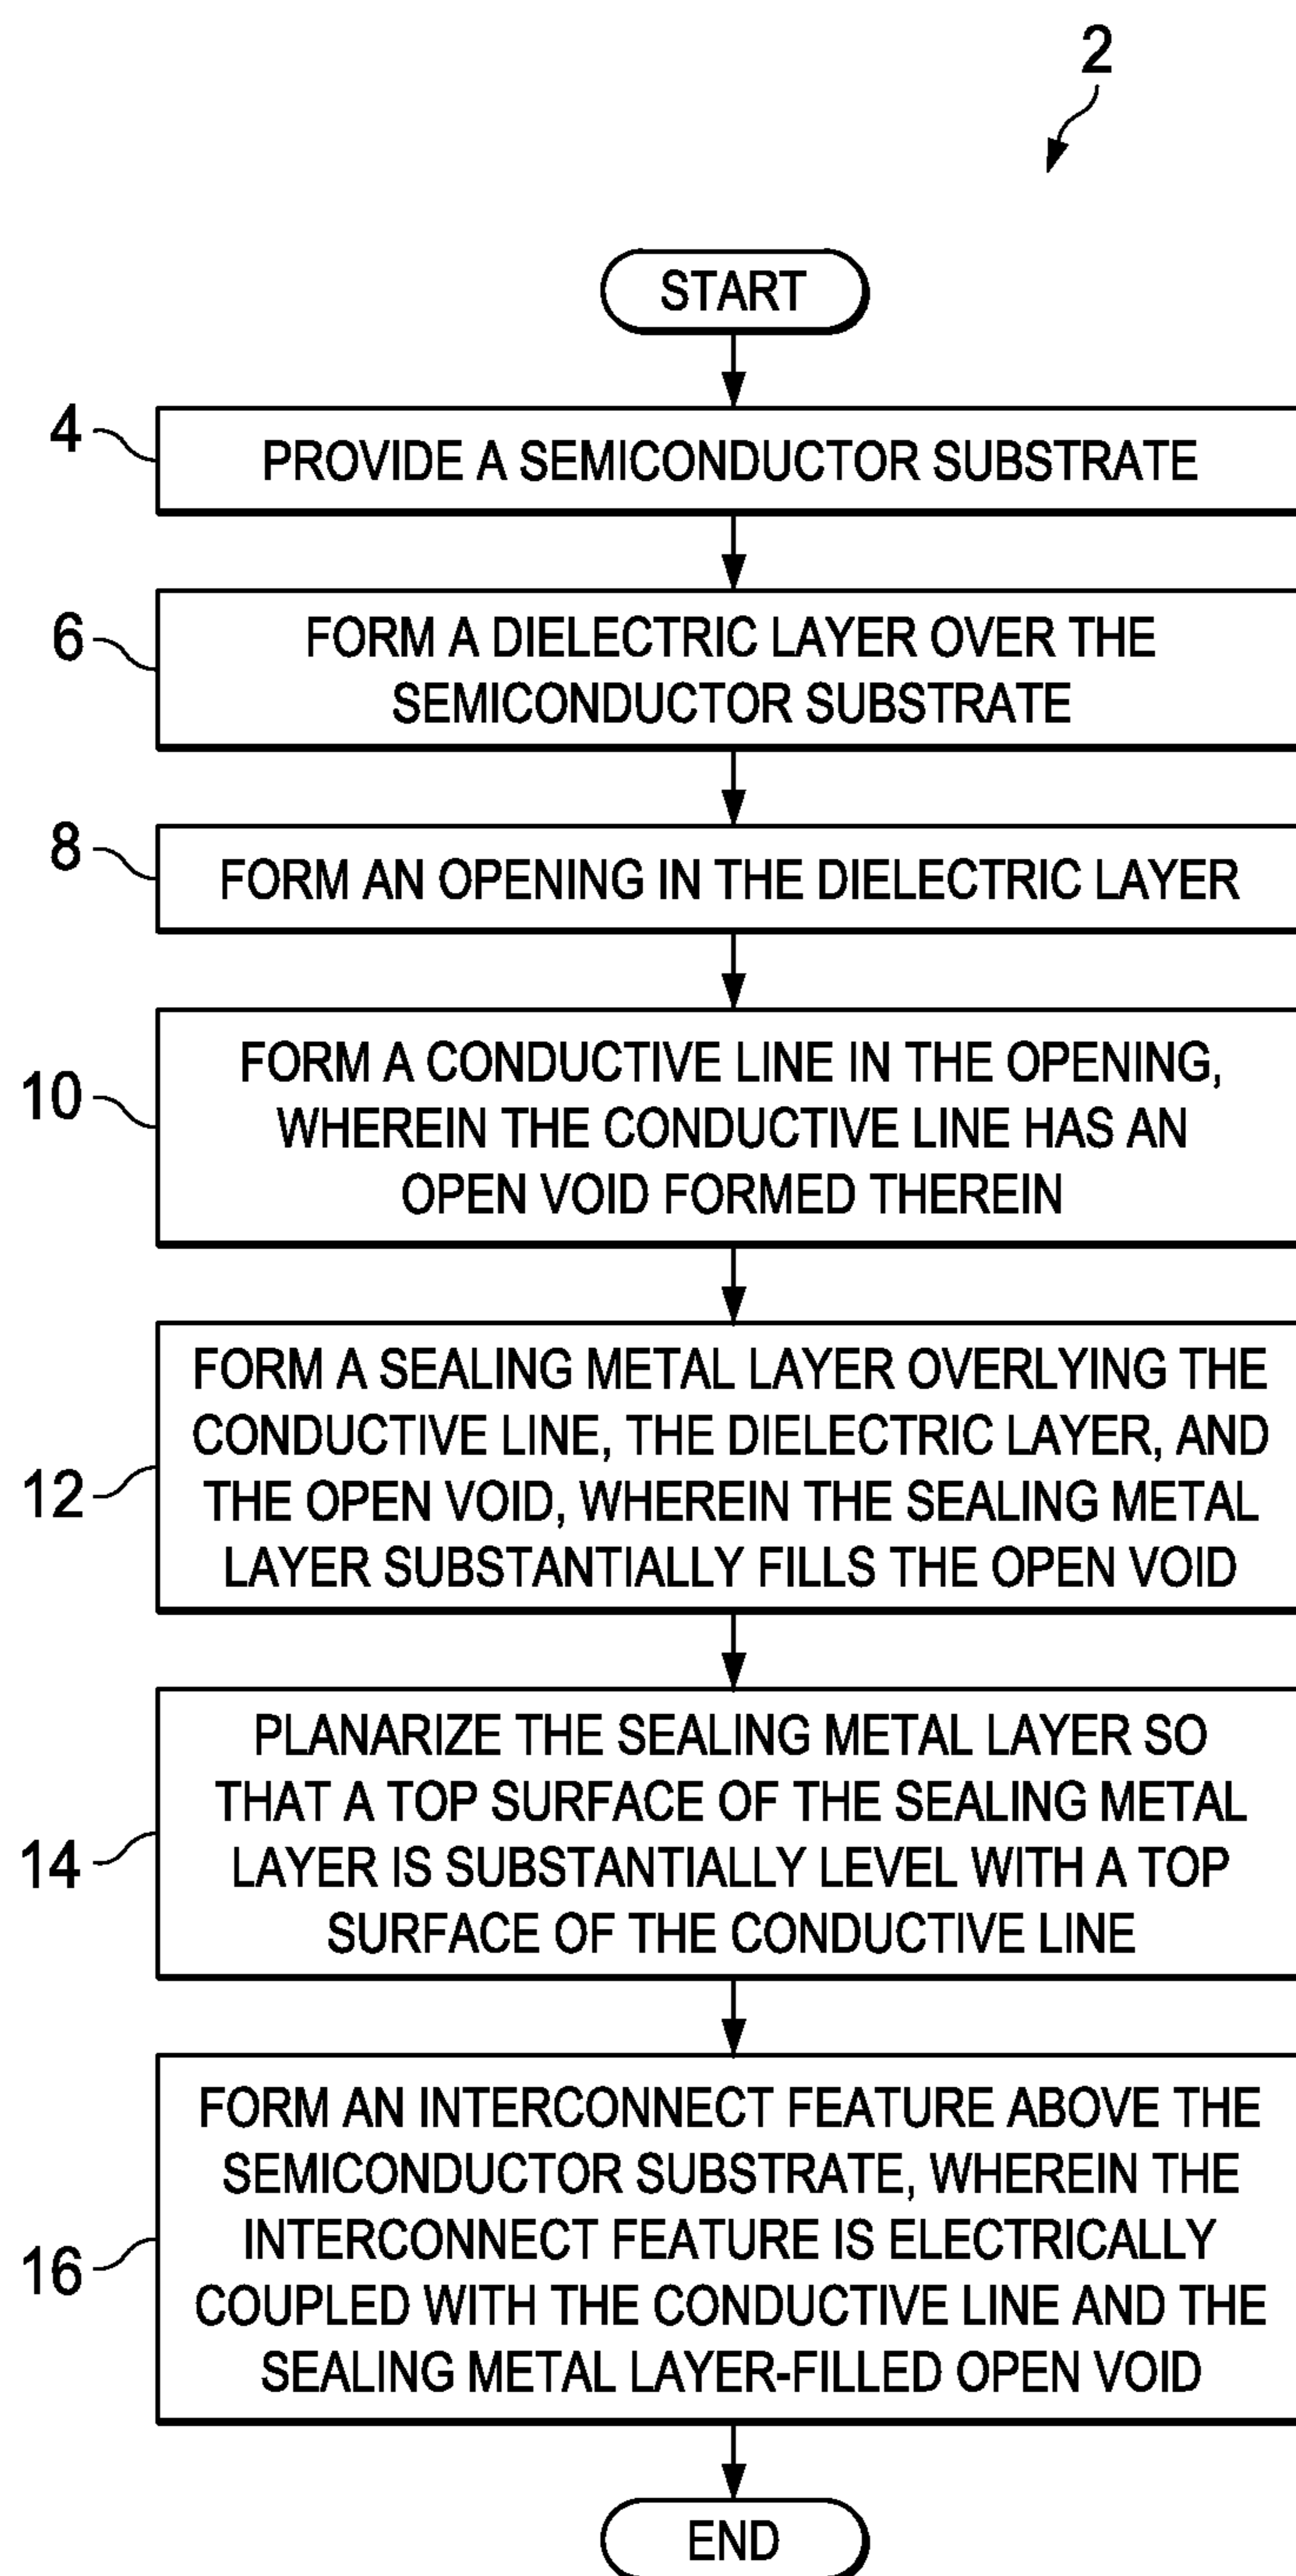 2
START
4
PROVIDE A SEMICONDUCTOR SUBSTRATE
6
FORM A DIELECTRIC LAYER OVER THE
SEMICONDUCTOR SUBSTRATE
8
FORM AN OPENING IN THE DIELECTRIC LAYER
10
FORM A CONDUCTIVE LINE IN THE OPENING,
WHEREIN THE CONDUCTIVE LINE HAS AN
OPEN VOID FORMED THEREIN
12
FORM A SEALING METAL LAYER OVERLYING THE
CONDUCTIVE LINE, THE DIELECTRIC LAYER, AND
THE OPEN VOID, WHEREIN THE SEALING METAL
LAYER SUBSTANTIALLY FILLS THE OPEN VOID
14
PLANARIZE THE SEALING METAL LAYER SO
THAT A TOP SURFACE OF THE SEALING METAL
LAYER IS SUBSTANTIALLY LEVEL WITH A TOP
SURFACE OF THE CONDUCTIVE LINE
16
FORM AN INTERCONNECT FEATURE ABOVE THE
SEMICONDUCTOR SUBSTRATE, WHEREIN THE
INTERCONNECT FEATURE IS ELECTRICALLY
COUPLED WITH THE CONDUCTIVE LINE AND THE
SEALING METAL LAYER-FILLED OPEN VOID
END